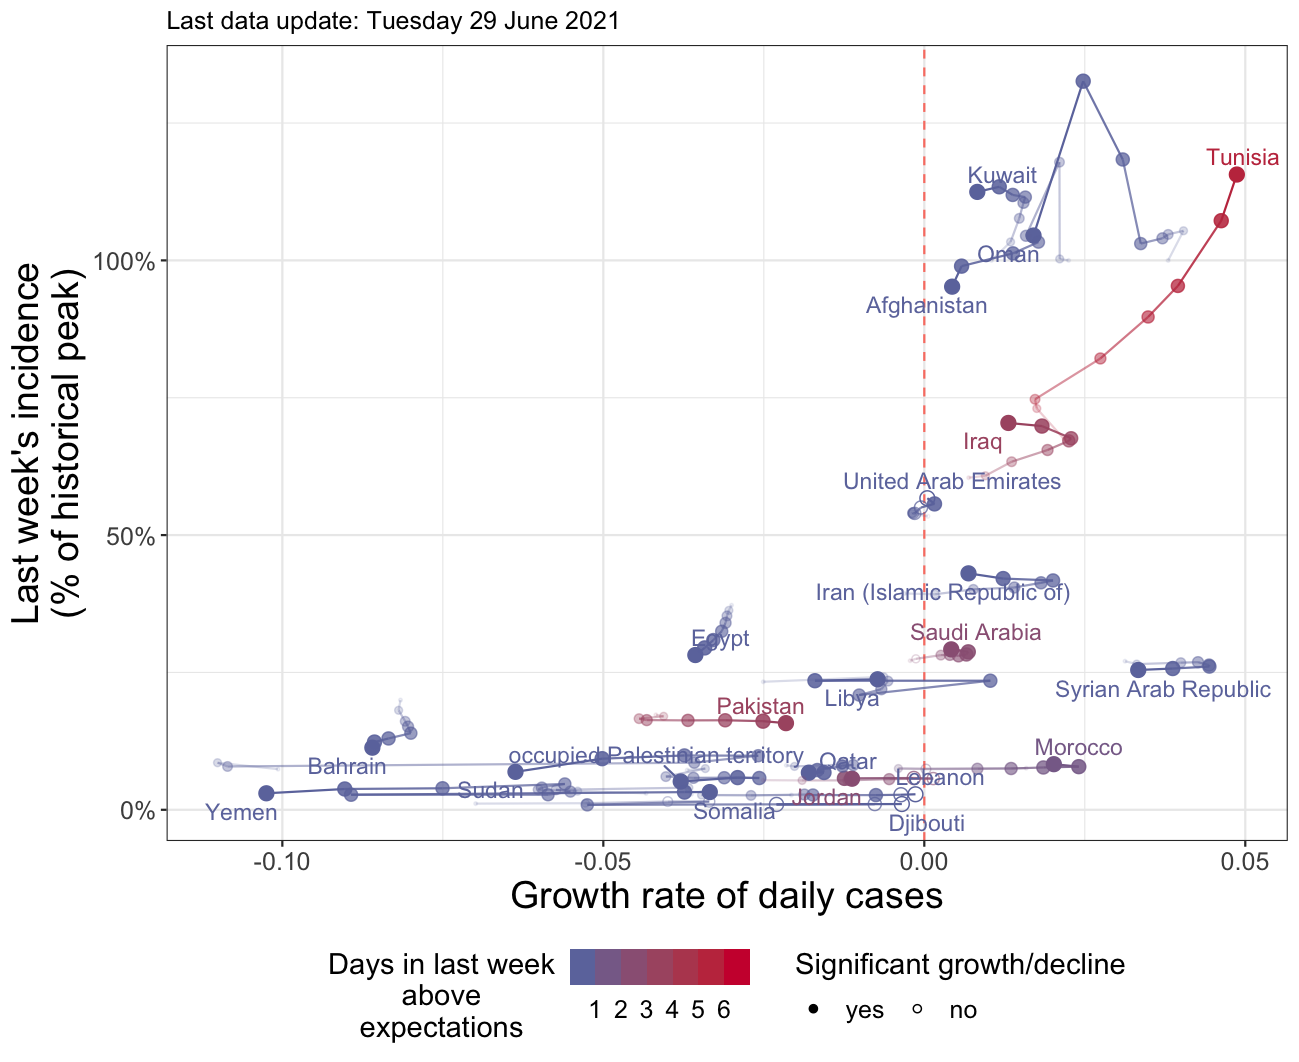 Last data update: Tuesday 29 June 2021
Last week's incidence
(% of historical peak)
100%
50%
0%
Tunisia
Kuwait
Oman
Afghanistan
Iraq
United Arab Emirates
Iran (Islamic Republic of)
Saudi Arabia
Egypt
Syrian Arab Republic
Libya
Pakistan
Morocco
occupied Palestinian territory
Qatar
Bahrain
Lebanon
Sudan
Jordan
Yemen
Somalia
Djibouti
-0.10
-0.05
0.00
0.05
Growth rate of daily cases
Days in last week
above
expectations
1 2 3 4 5 6
Significant growth/decline
yes
no